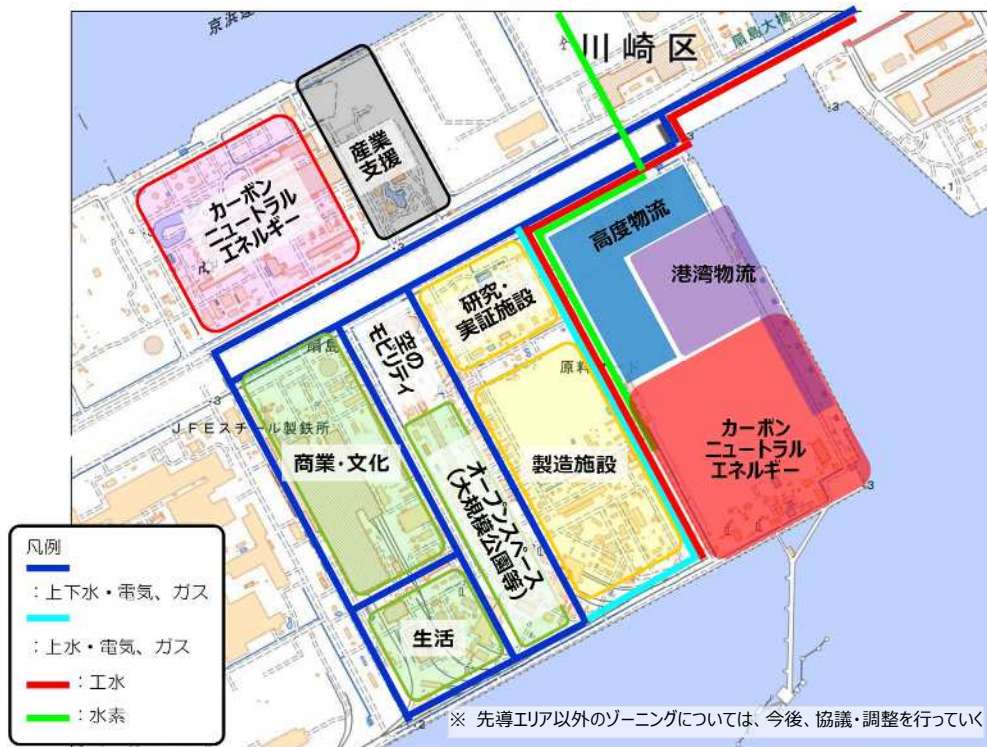 京浜運
川崎区
扇島大橋
産業
支援
カーボン
ニュートラル
エネルギー
高度物流
港湾物流
研究・
実証施設
空の
モビリティ
扇島
原料
ド
JFEスチール製鉄所
商業・文化
オープンスペース
(大規模公園等)
製造施設
カーボン
ニュートラル
エネルギー
生活
凡例
:上下水・電気、ガス
:上水・電気、ガス
:工水
:水素
※ 先導エリア以外のゾーニングについては、今後、協議・調整を行っていく